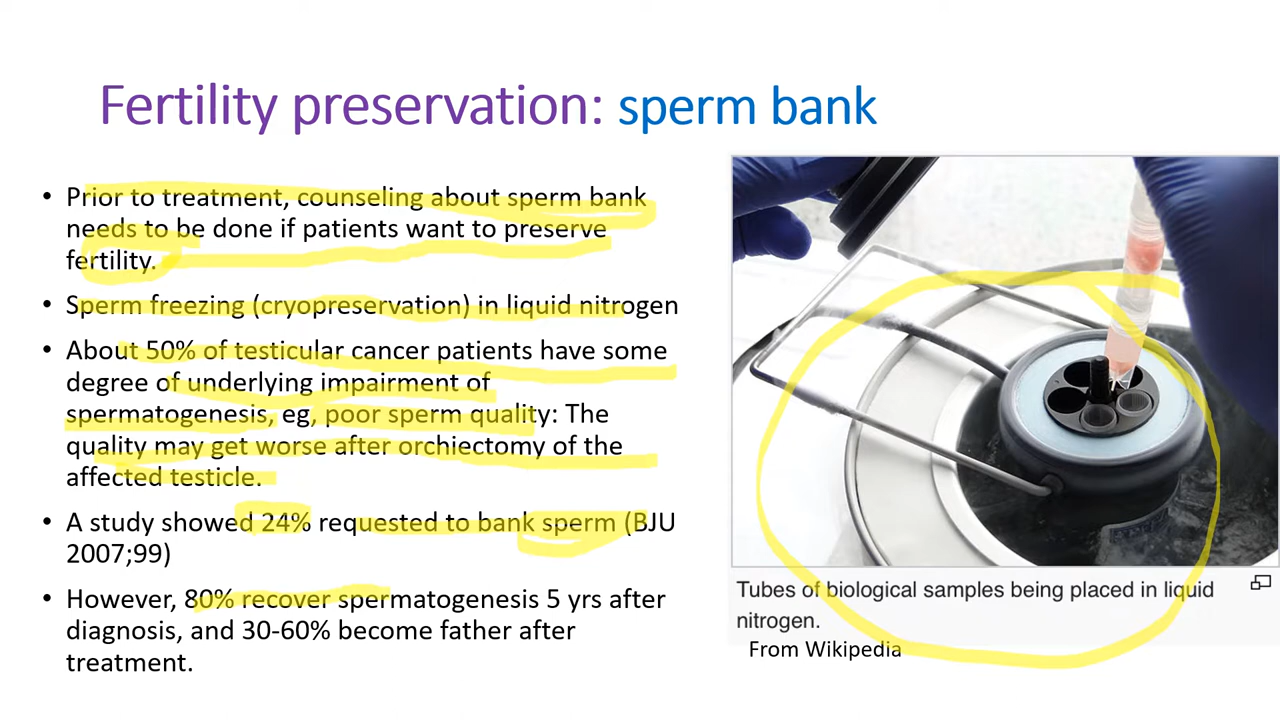 Fertility preservation: sperm bank
• Prior to treatment, counseling about sperm bank
needs to be done if patients want to preserve
fertility.
• Sperm freezing (cryopreservation) in liquid nitrogen
• About 50% of testicular cancer patients have some
degree of underlying impairment of
spermatogenesis, eg, poor sperm quality: The
quality may get worse after orchiectomy of the
affected testicle.
• A study showed 24% requested to bank sperm (BJU
2007;99)
• However, 80% recover spermatogenesis 5 yrs after
diagnosis, and 30-60% become father after
treatment.
Tubes of biological samples being placed in liquid
nitrogen.
From Wikipedia